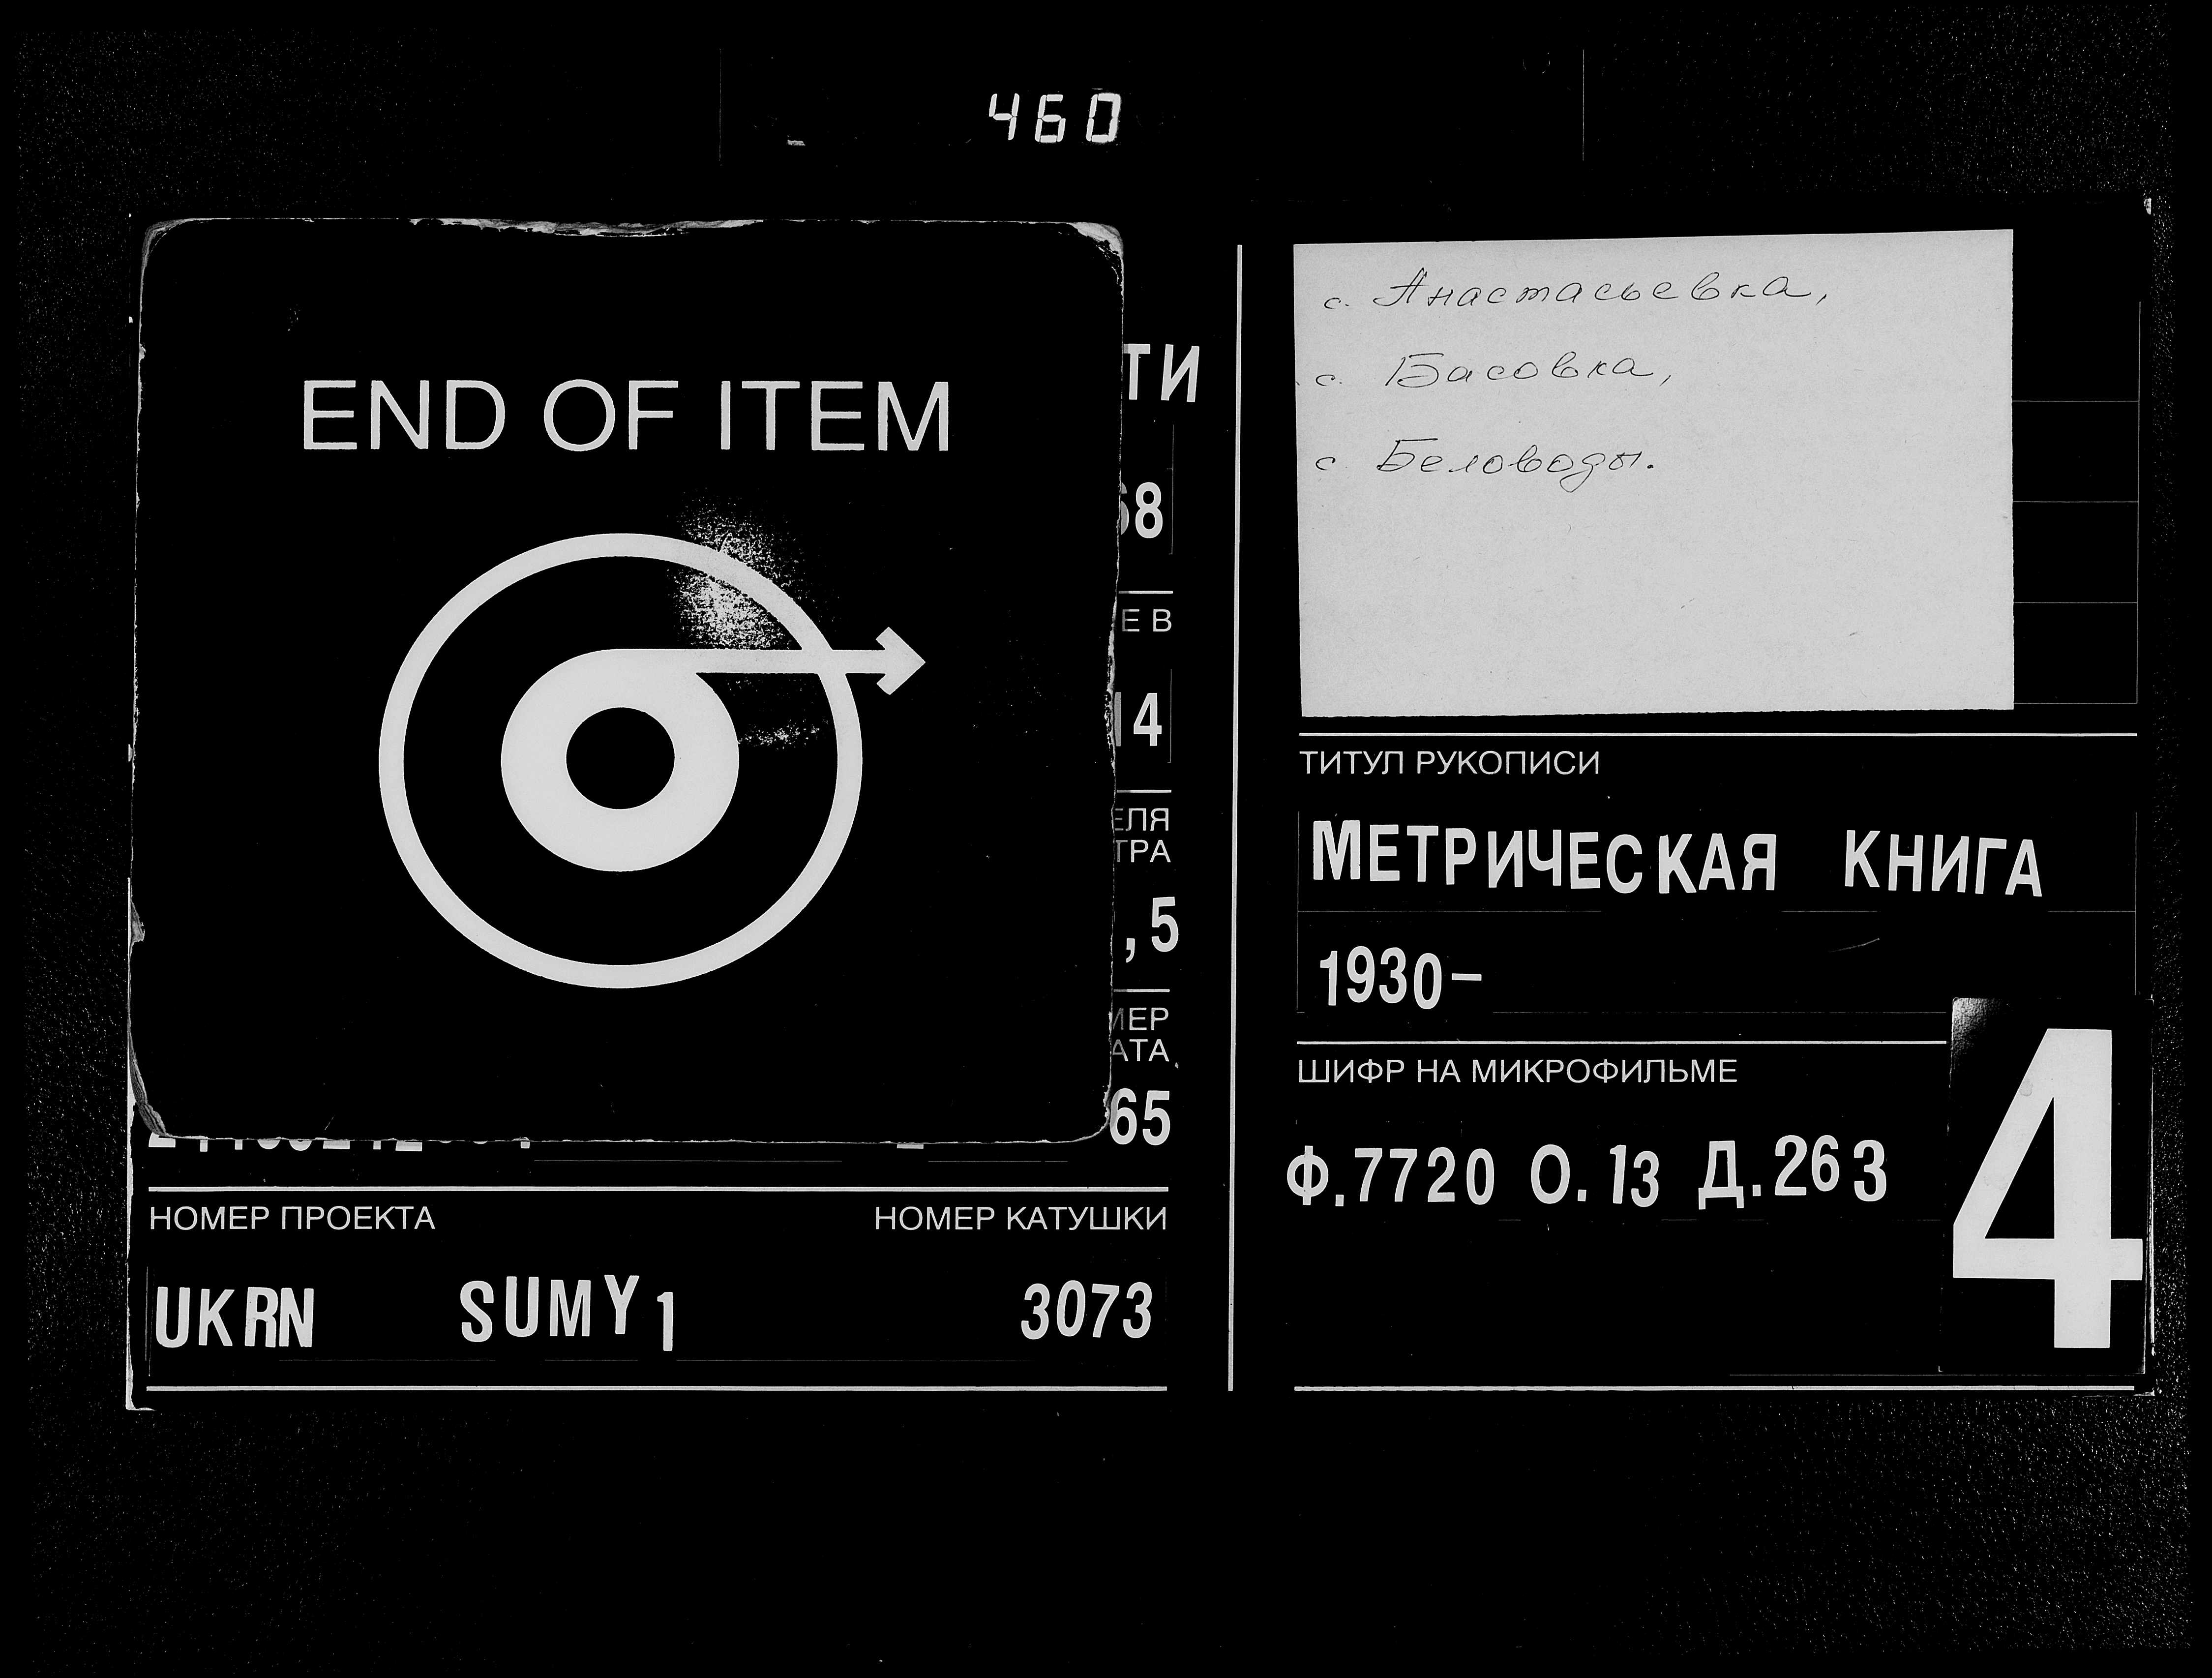 460
END OF ITEM
ТИ
68
Е В
14
ЕЛЯ
ТРА
,5
МЕР
АТА
65
НОМЕР ПРОЕКТА НОМЕР КАТУШКИ
UKRN SUMY 1 3073
с. Анастасьевка,
с. Басовка,
с. Беловоды.
ТИТУЛ РУКОПИСИ
МЕТРИЧЕСКАЯ КНИГА
1930-
ШИФР НА МИКРОФИЛЬМЕ
Ф.7720 О.13 Д.263
4